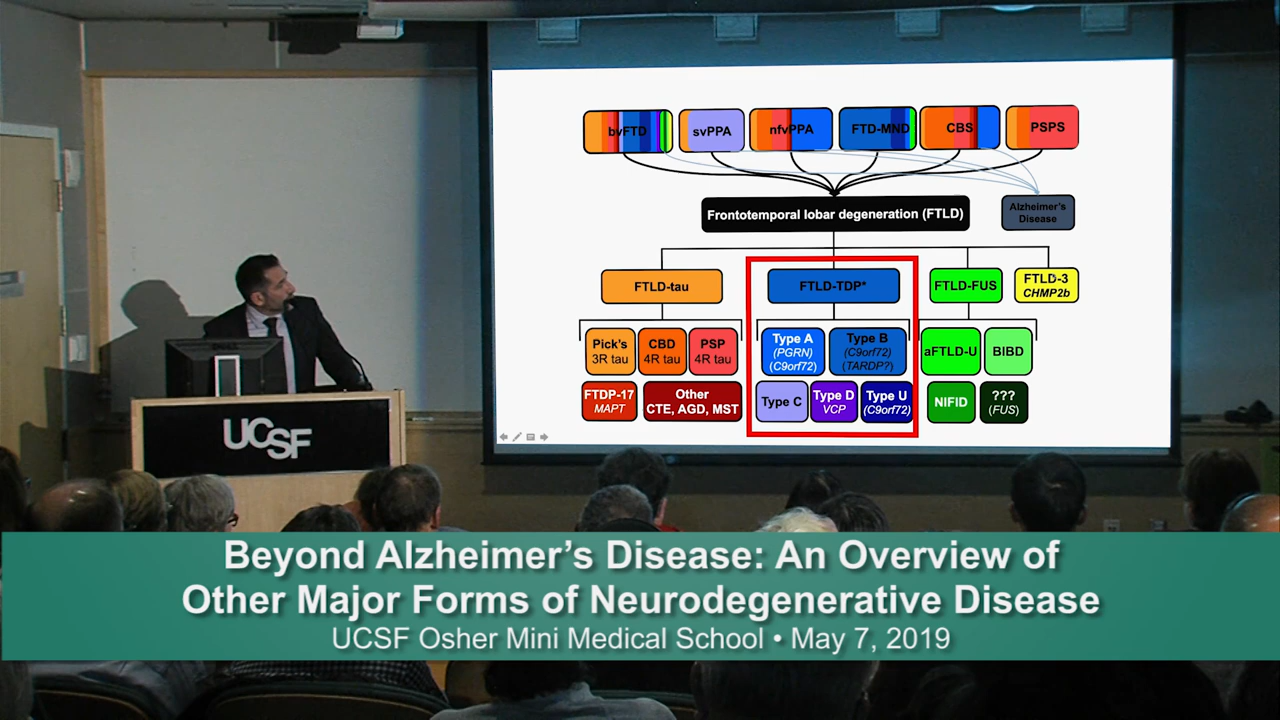 bvFTD
svPPA
nfvPPA
FTD-MND
CBS
PSPS
Frontotemporal lobar degeneration (FTLD)
Alzheimer's
Disease
FTLD-tau
FTLD-TDP*
FTLD-FUS
FTLD-3
CHMP2b
Pick's
3R tau
CBD
4R tau
PSP
4R tau
Type A
(PGRN)
(C9orf72)
Type B
(C9orf72)
(TARDP?)
aFTLD-U
BIBD
FTDP-17
MAPT
Other
CTE, AGD, MST
Type C
Type D
VCP
Type U
(C9orf72)
NIFID
???
(FUS)
UCSF
Beyond Alzheimer's Disease: An Overview of
Other Major Forms of Neurodegenerative Disease
UCSF Osher Mini Medical School • May 7, 2019